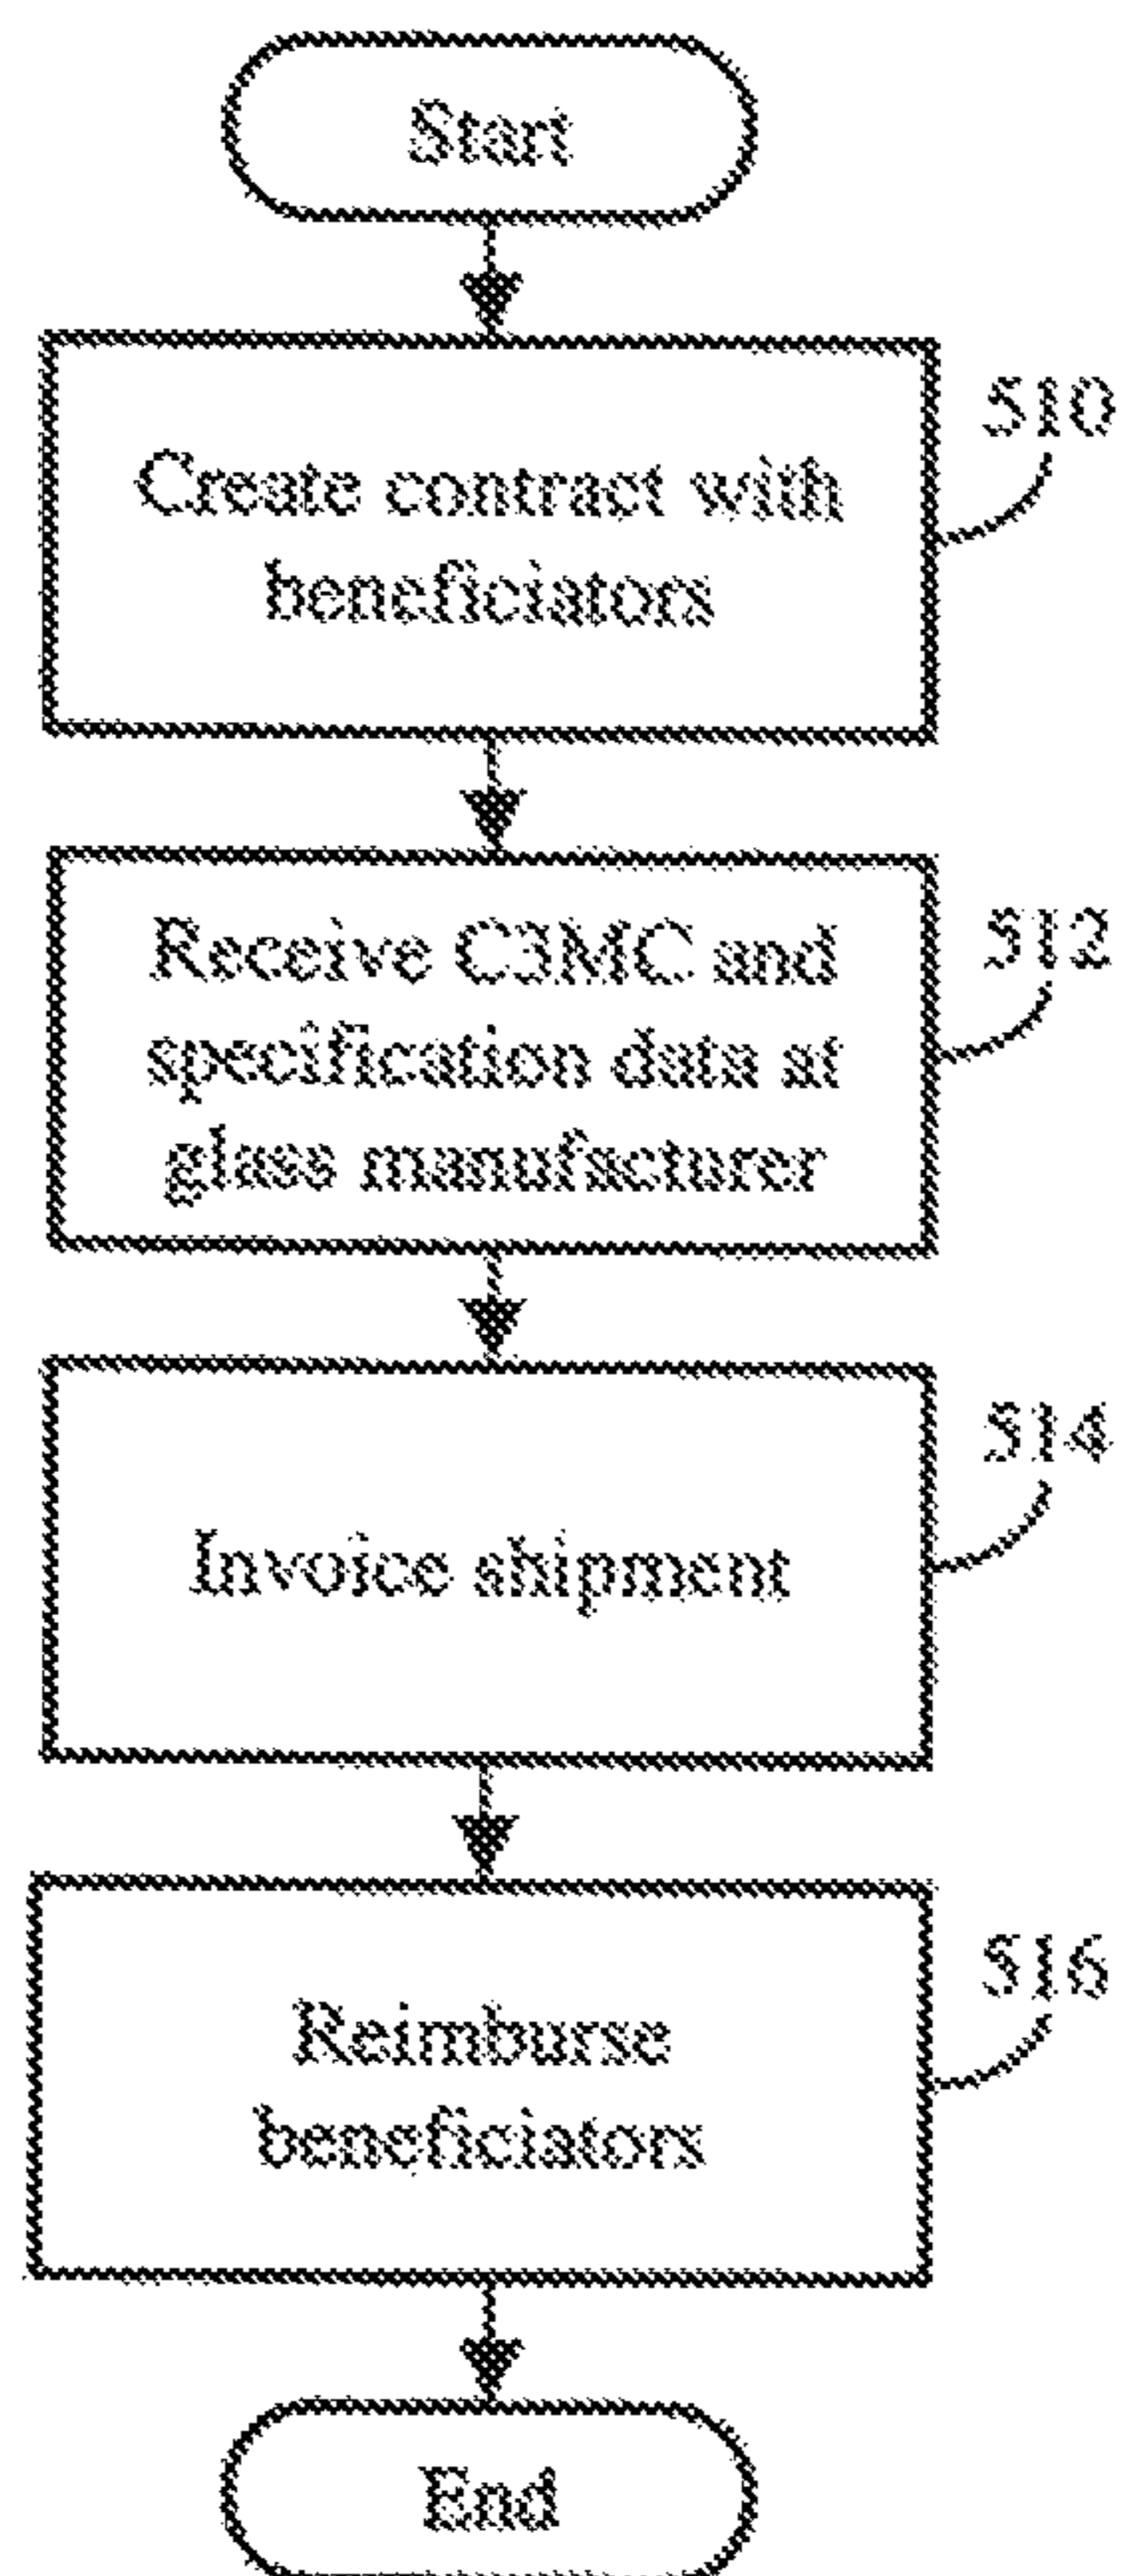 Start
510
Create contract with
beneficiators
512
Receive C3MC and
specification data at
glass manufacturer
514
Invoice shipment
516
Reimburse
beneficiators
End